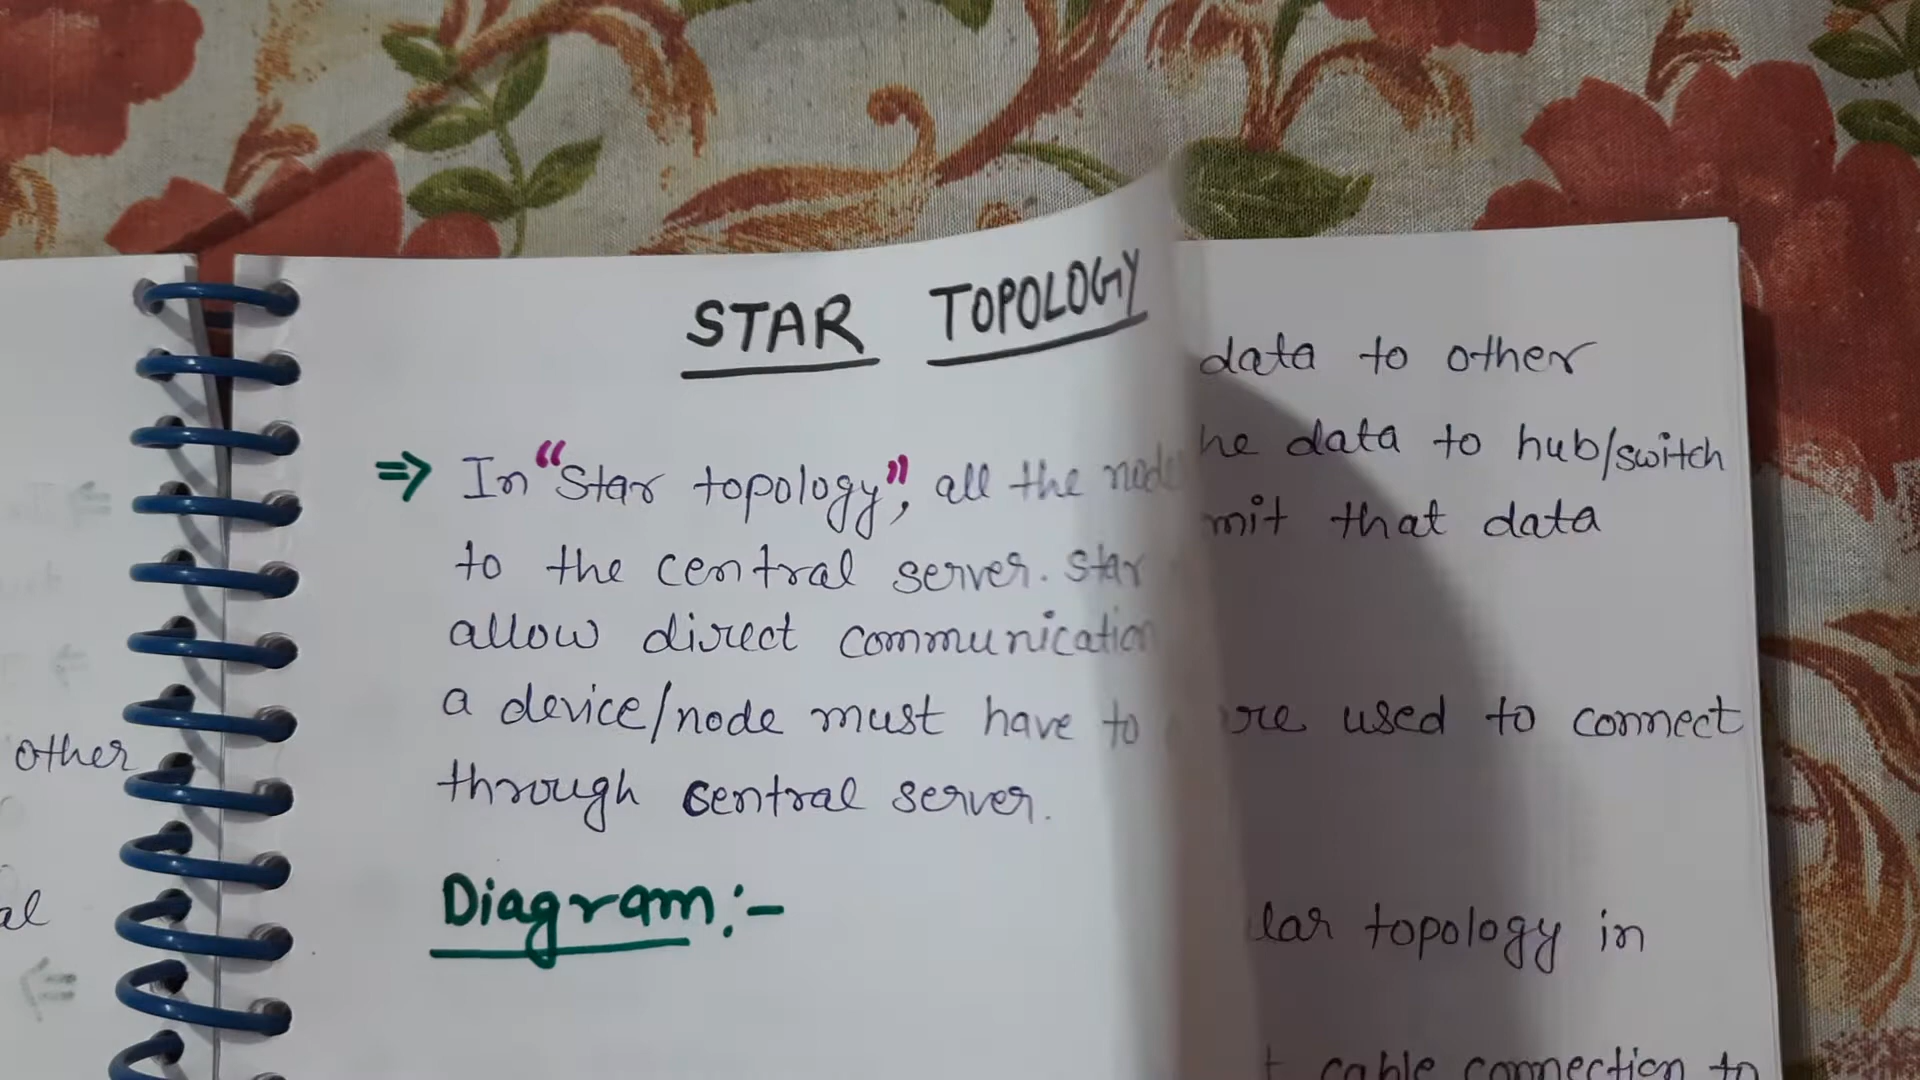 other
al
STAR TOPOLOGY
⇒ In "Star topology", all the node
to the central server. Star
allow direct communication
a device/node must have to
through central server.
Diagram:-
data to other
he data to hub/switch
mit that data
re used to connect
lar topology in
t cable connection to